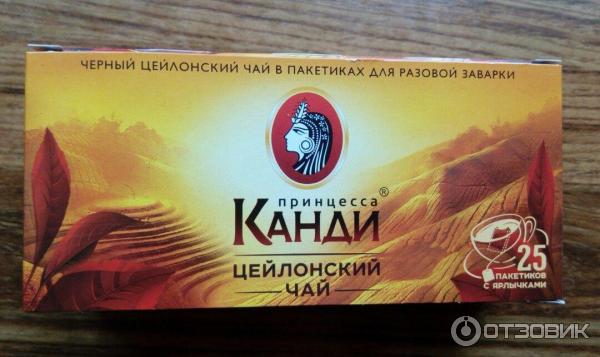 ЧЕРНЫЙ ЦЕЙЛОНСКИЙ ЧАЙ В ПАКЕТИКАХ ДЛЯ РАЗОВОЙ ЗАВАРКИ
принцесса
КАНДИ®
ЦЕЙЛОНСКИЙ
ЧАЙ
25
ПАКЕТИКОВ
С ЯРЛЫЧКАМИ
ОТЗОВИК